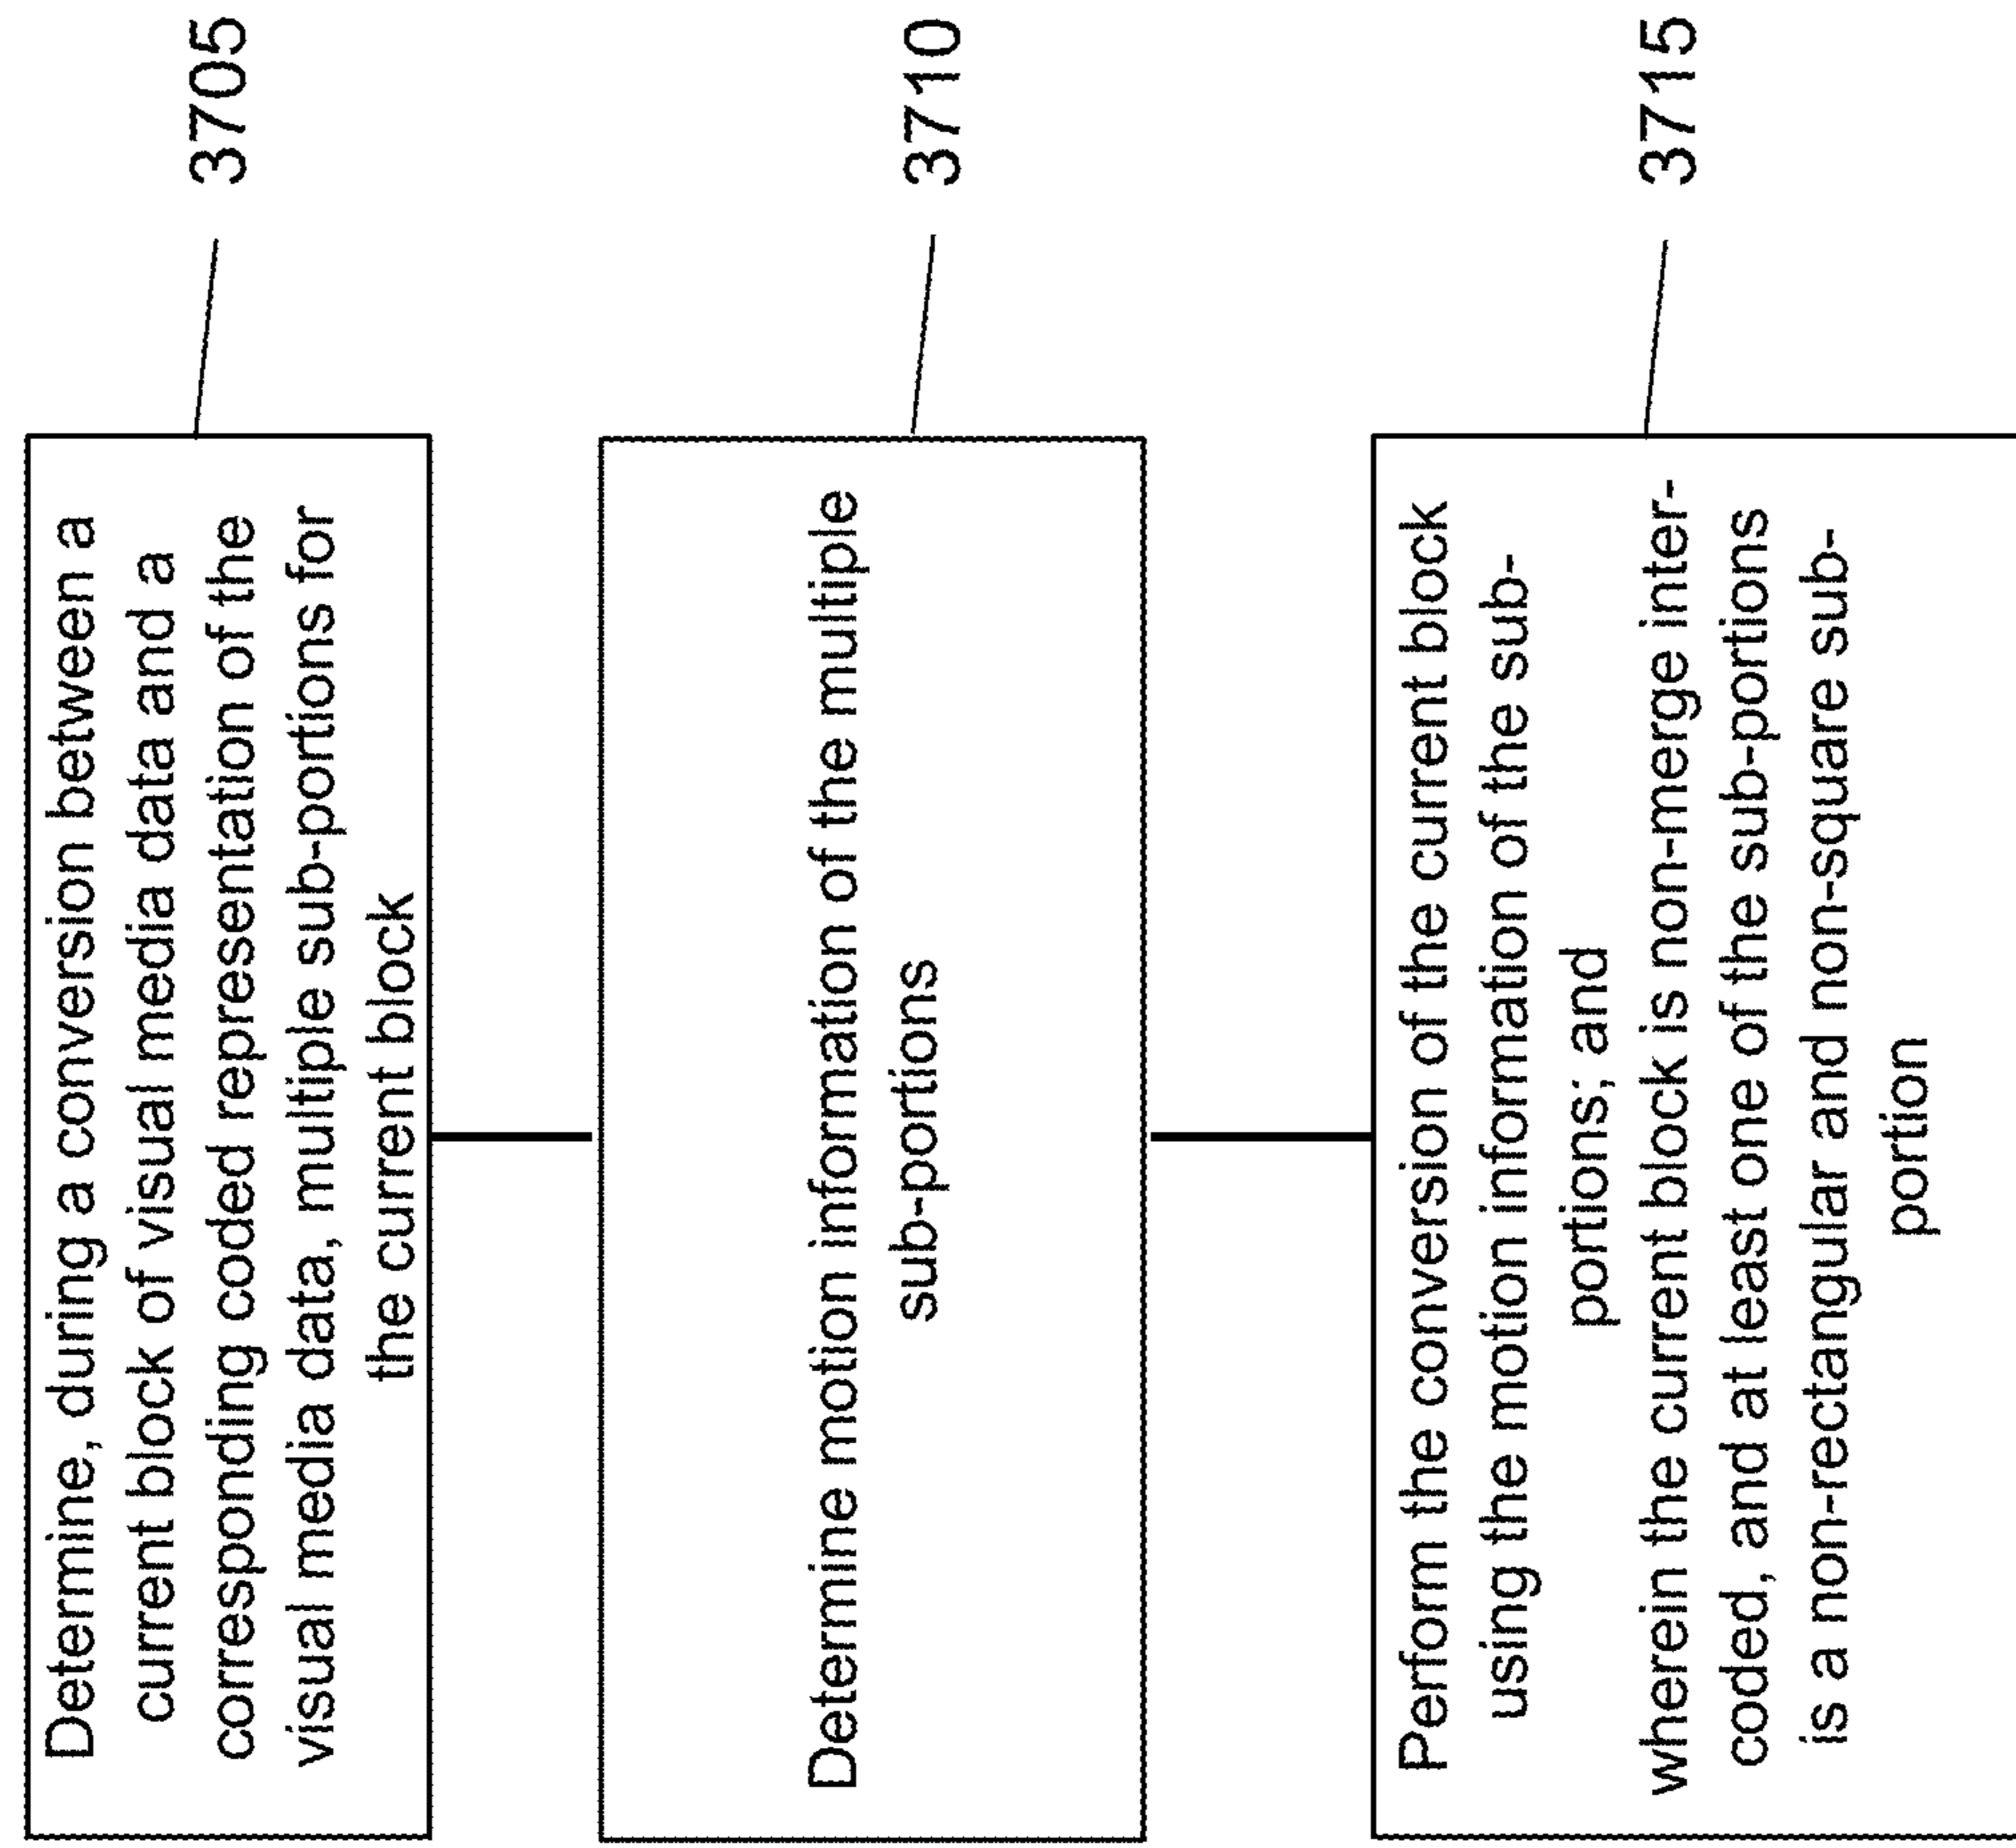 Determine, during a conversion between a
current block of visual media data and a
corresponding coded representation of the
visual media data, multiple sub-portions for
the current block
3705
Determine motion information of the multiple
sub-portions
3710
Perform the conversion of the current block
using the motion information of the sub-
portions; and
wherein the current block is non-merge inter-
coded, and at least one of the sub-portions
is a non-rectangular and non-square sub-
portion
3715